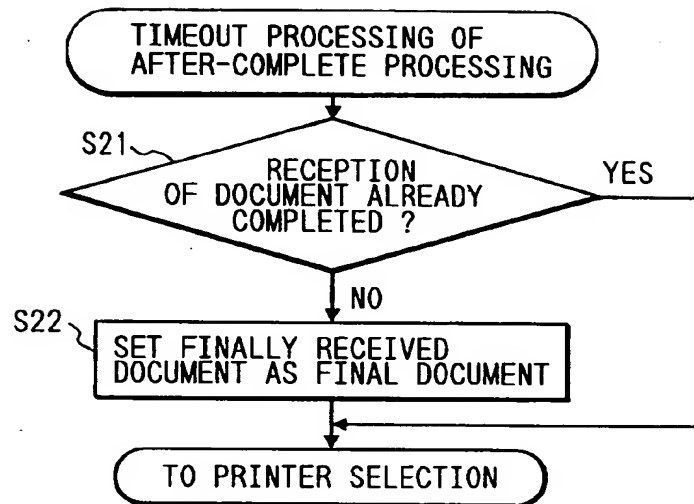 TIMEOUT PROCESSING OF
AFTER-COMPLETE PROCESSING
S21
RECEPTION
OF DOCUMENT ALREADY
COMPLETED ?
YES
NO
S22
SET FINALLY RECEIVED
DOCUMENT AS FINAL DOCUMENT
TO PRINTER SELECTION